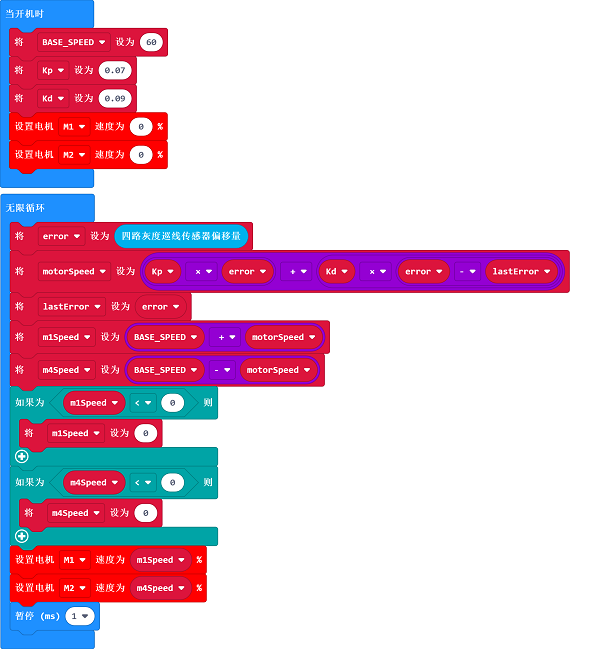 当开机时
将 BASE_SPEED 设为 60
将 Kp 设为 0.07
将 Kd 设为 0.09
设置电机 M1 速度为 0 %
设置电机 M2 速度为 0 %
无限循环
将 error 设为 四路灰度巡线传感器偏移量
将 motorSpeed 设为 Kp × error + Kd × error - lastError
将 lastError 设为 error
将 m1Speed 设为 BASE_SPEED + motorSpeed
将 m4Speed 设为 BASE_SPEED - motorSpeed
如果为 m1Speed < 0 则
将 m1Speed 设为 0
如果为 m4Speed < 0 则
将 m4Speed 设为 0
设置电机 M1 速度为 m1Speed %
设置电机 M2 速度为 m4Speed %
暂停 (ms) 1